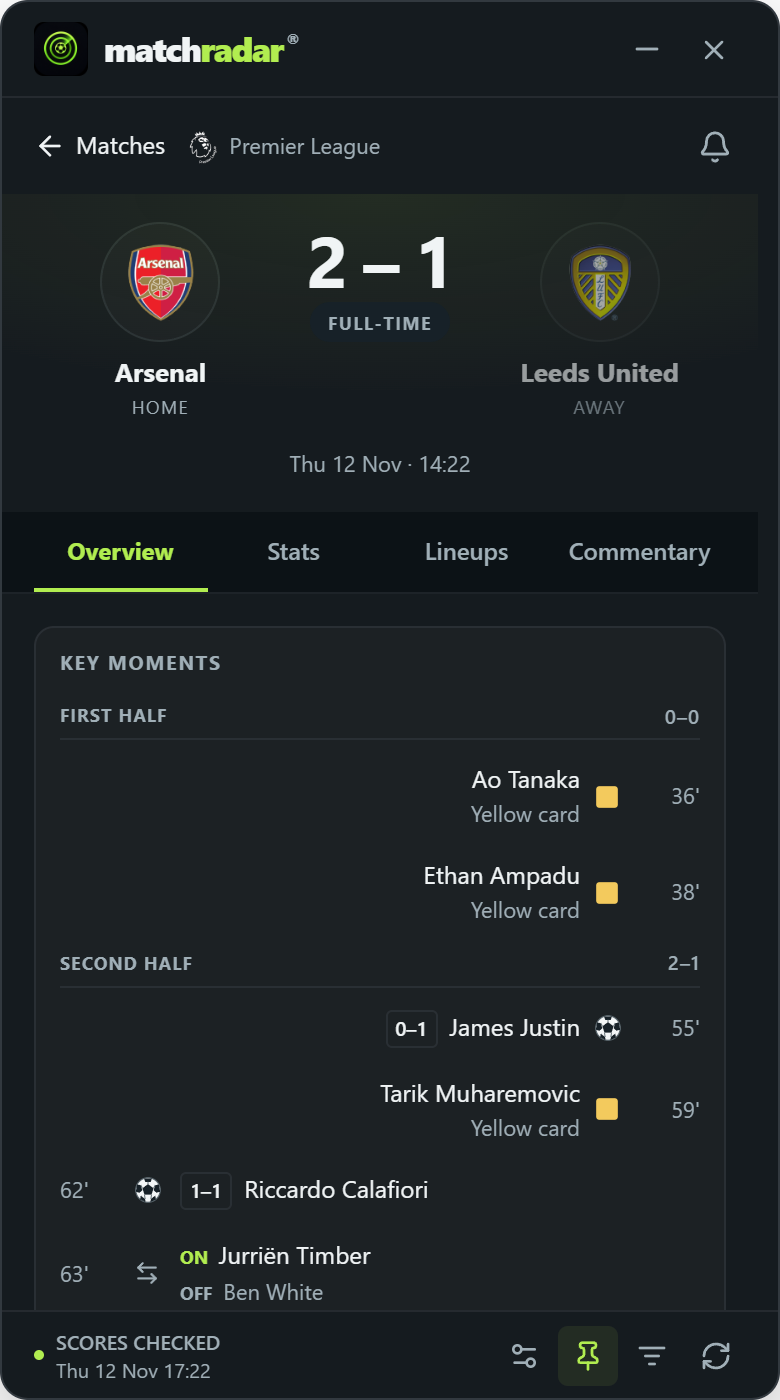 matchradar®
Matches Premier League
Arsenal
2 – 1
FULL-TIME
Arsenal
HOME
Leeds United
AWAY
Thu 12 Nov · 14:22
Overview Stats Lineups Commentary
KEY MOMENTS
FIRST HALF 0–0
Ao Tanaka 36'
Yellow card
Ethan Ampadu 38'
Yellow card
SECOND HALF 2–1
0–1 James Justin 55'
Tarik Muharemovic 59'
Yellow card
62' 1–1 Riccardo Calafiori
63' ON Jurriën Timber
OFF Ben White
SCORES CHECKED
Thu 12 Nov 17:22